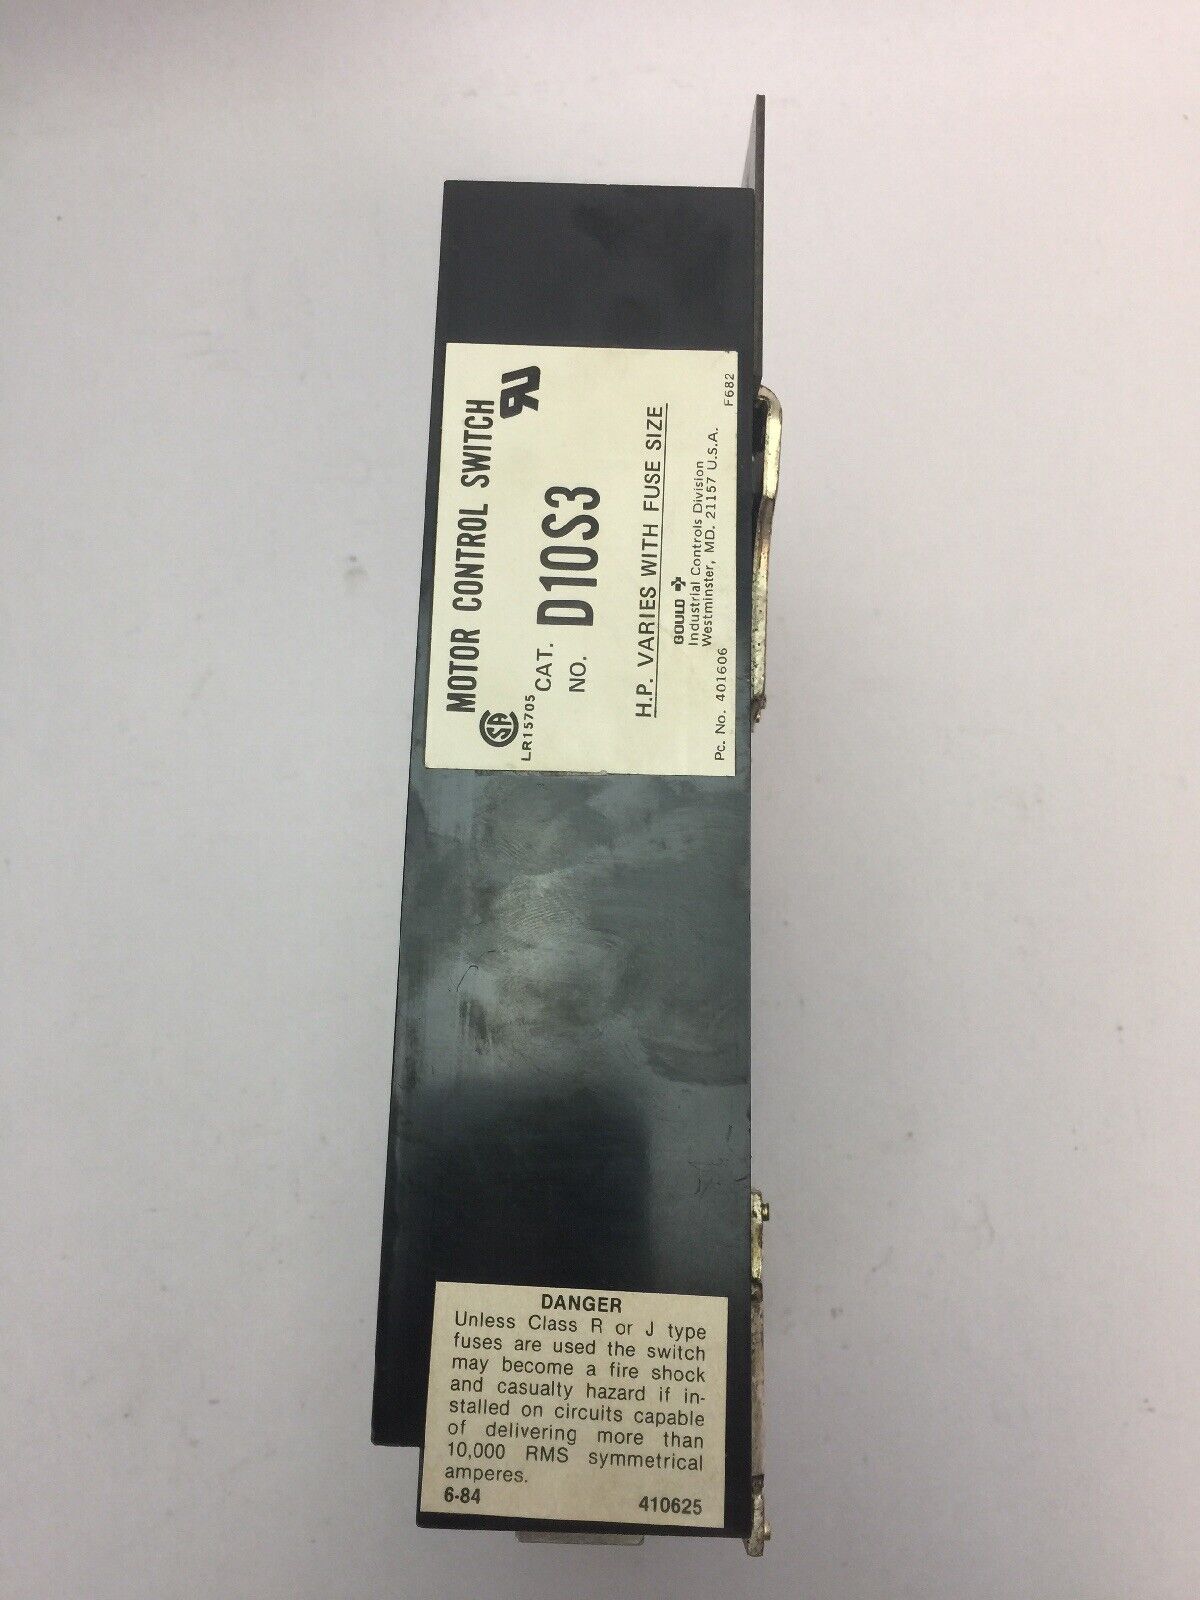 MOTOR CONTROL SWITCH
LR15705
CAT.
NO. D10S3
H.P. VARIES WITH FUSE SIZE
GOULD
Industrial Controls Division
Westminster, MD. 21157 U.S.A.
Pc. No. 401606
F682
DANGER
Unless Class R or J type
fuses are used the switch
may become a fire shock
and casualty hazard if in-
stalled on circuits capable
of delivering more than
10,000 RMS symmetrical
amperes.
6-84 410625